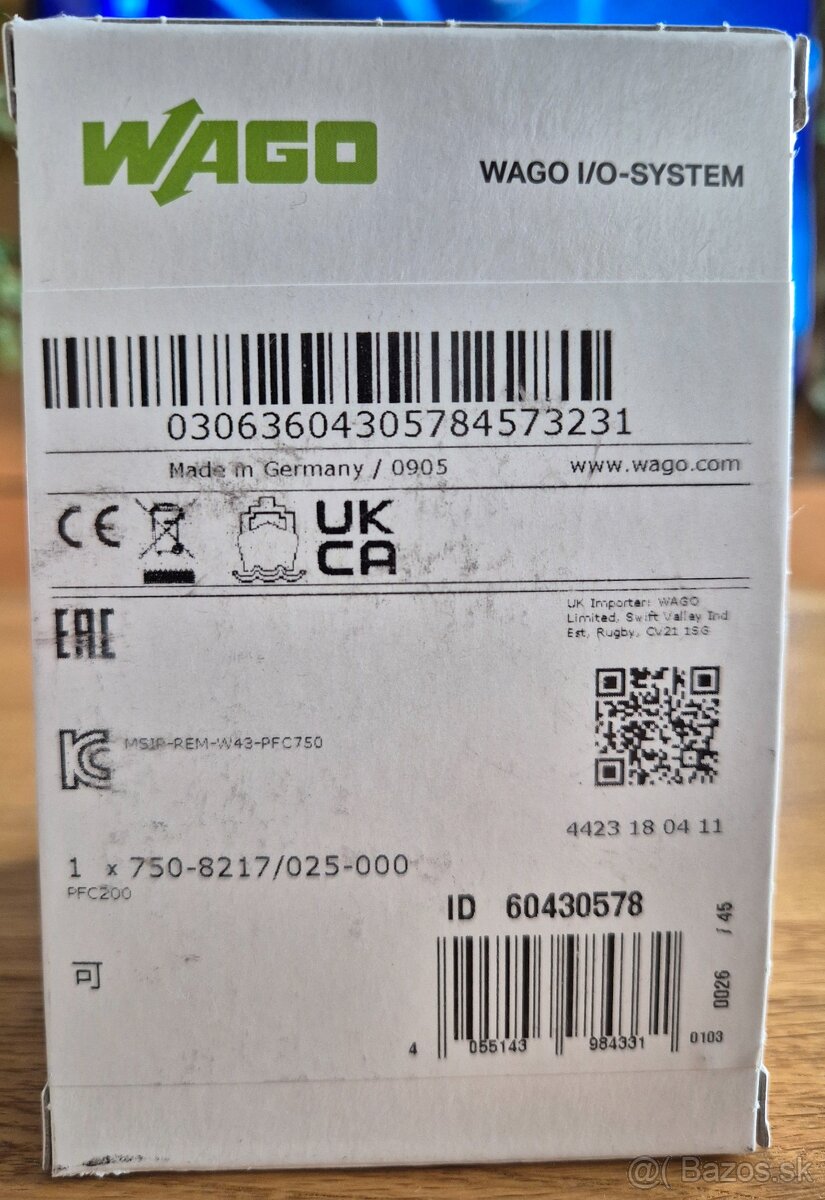 WAGO
WAGO I/O-SYSTEM
03063604305784573231
Made in Germany / 0905
www.wago.com
CE
UK
CA
EAC
UK Importer: WAGO
Limited, Swift Valley Ind
Est, Rugby, CV21 1SG
MSIP-REM-W43-PFC750
4423 18 04 11
1 x 750-8217/025-000
PFC200
ID 60430578
可
4 055143 984331 0103
0026 / 45
@( Bazos.sk